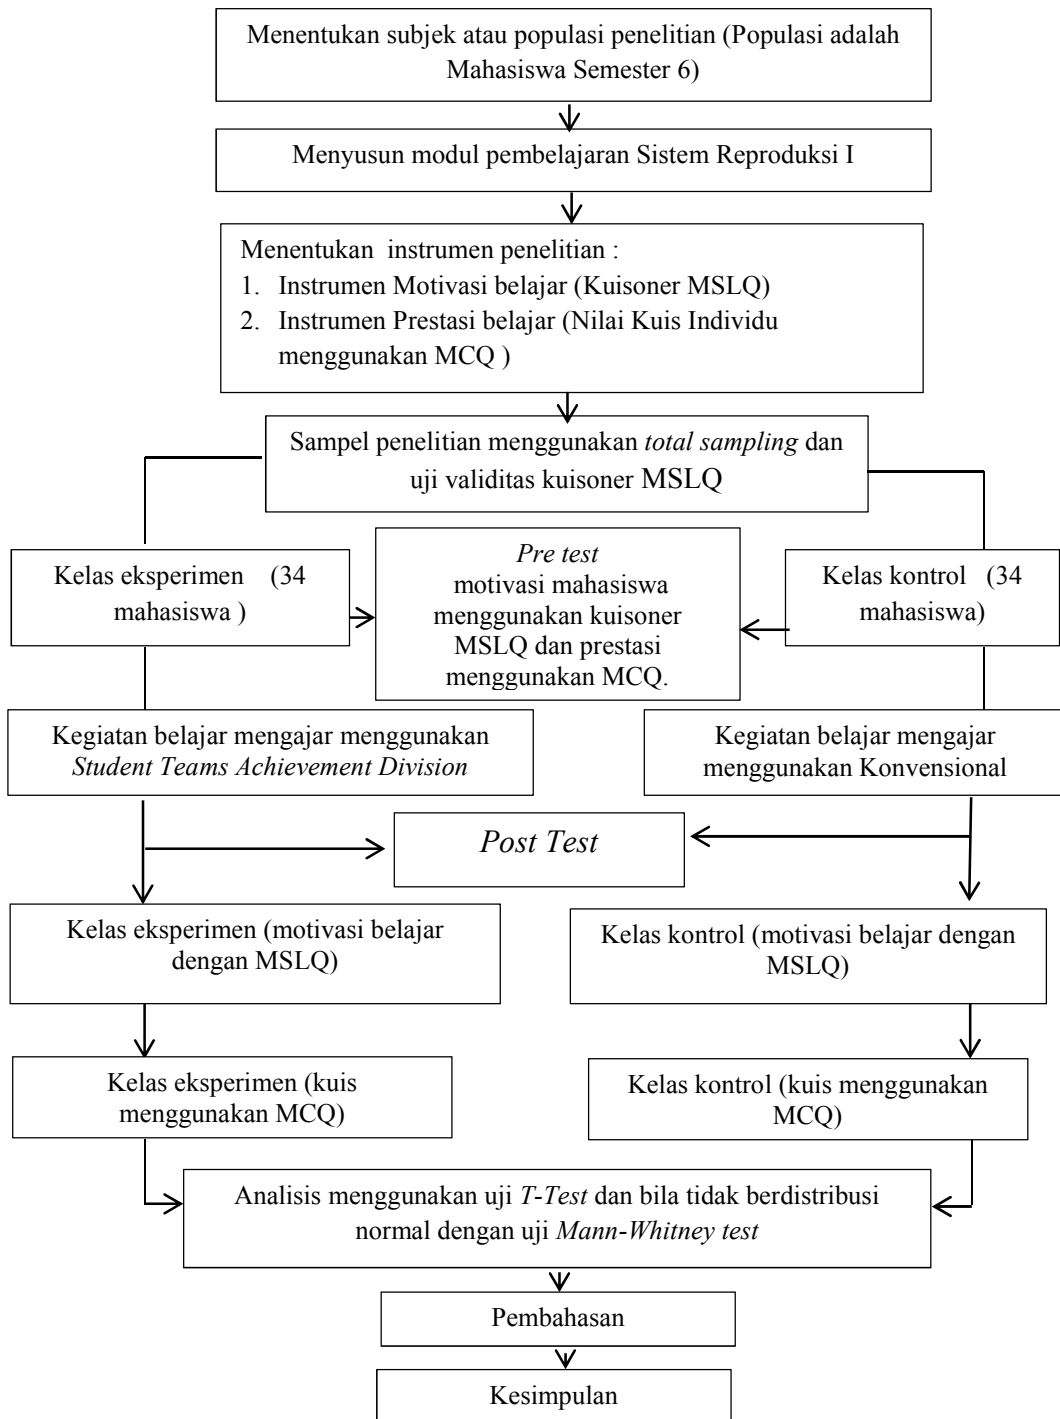 Menentukan subjek atau populasi penelitian (Populasi adalah
Mahasiswa Semester 6)
Menyusun modul pembelajaran Sistem Reproduksi I
Menentukan instrumen penelitian :
1. Instrumen Motivasi belajar (Kuisoner MSLQ)
2. Instrumen Prestasi belajar (Nilai Kuis Individu
menggunakan MCQ )
Sampel penelitian menggunakan total sampling dan
uji validitas kuisoner MSLQ
Kelas eksperimen (34
mahasiswa )
Pre test
motivasi mahasiswa
menggunakan kuisoner
MSLQ dan prestasi
menggunakan MCQ.
Kelas kontrol (34
mahasiswa)
Kegiatan belajar mengajar menggunakan
Student Teams Achievement Division
Kegiatan belajar mengajar
menggunakan Konvensional
Post Test
Kelas eksperimen (motivasi belajar
dengan MSLQ)
Kelas kontrol (motivasi belajar dengan
MSLQ)
Kelas eksperimen (kuis
menggunakan MCQ)
Kelas kontrol (kuis menggunakan
MCQ)
Analisis menggunakan uji T-Test dan bila tidak berdistribusi
normal dengan uji Mann-Whitney test
Pembahasan
Kesimpulan